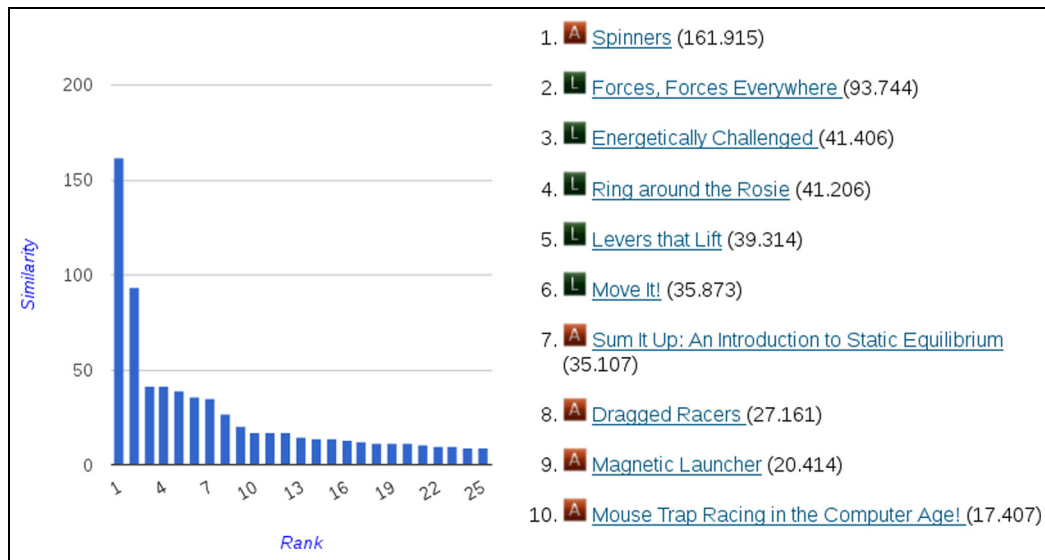 200
150
100
50
0
Similarity
1 4 7 10 13 16 19 22 25
Rank
1. A Spinners (161.915)
2. L Forces, Forces Everywhere (93.744)
3. L Energetically Challenged (41.406)
4. L Ring around the Rosie (41.206)
5. L Levers that Lift (39.314)
6. L Move It! (35.873)
7. A Sum It Up: An Introduction to Static Equilibrium
(35.107)
8. A Dragged Racers (27.161)
9. A Magnetic Launcher (20.414)
10. A Mouse Trap Racing in the Computer Age! (17.407)